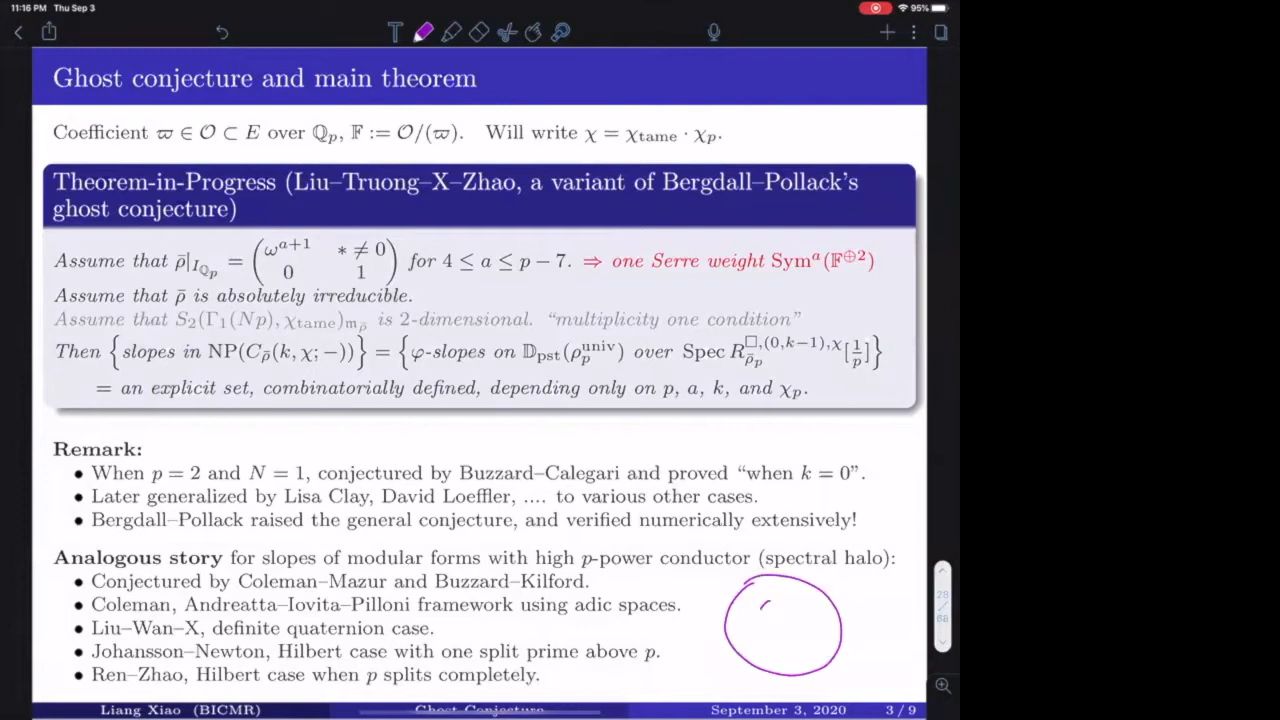 11:16 PM Thu Sep 3
95%
Ghost conjecture and main theorem
Coefficient ϖ ∈ 𝒪 ⊂ E over ℚ_p, 𝔽 := 𝒪/(ϖ). Will write χ = χ_tame · χ_p.
Theorem-in-Progress (Liu–Truong–X–Zhao, a variant of Bergdall–Pollack's
ghost conjecture)
Assume that ρ̄|_{I_{ℚ_p}} = (ω^{a+1} * ≠ 0; 0 1) for 4 ≤ a ≤ p − 7. ⇒ one Serre weight Sym^a(𝔽^{⊕2})
Assume that ρ̄ is absolutely irreducible.
Assume that S_2(Γ_1(Np), χ_tame)_{𝔪_ρ̄} is 2-dimensional. “multiplicity one condition”
Then {slopes in NP(C_ρ̄(k, χ; −))} = {φ-slopes on 𝔻_pst(ρ_p^univ) over Spec R_{ρ̄_p}^{□,(0,k−1),χ}[1/p]}
= an explicit set, combinatorially defined, depending only on p, a, k, and χ_p.
Remark:
• When p = 2 and N = 1, conjectured by Buzzard–Calegari and proved “when k = 0”.
• Later generalized by Lisa Clay, David Loeffler, .... to various other cases.
• Bergdall–Pollack raised the general conjecture, and verified numerically extensively!
Analogous story for slopes of modular forms with high p-power conductor (spectral halo):
• Conjectured by Coleman–Mazur and Buzzard–Kilford.
• Coleman, Andreatta–Iovita–Pilloni framework using adic spaces.
• Liu–Wan–X, definite quaternion case.
• Johansson–Newton, Hilbert case with one split prime above p.
• Ren–Zhao, Hilbert case when p splits completely.
28
/
68
Liang Xiao (BICMR) Ghost Conjecture September 3, 2020 3 / 9